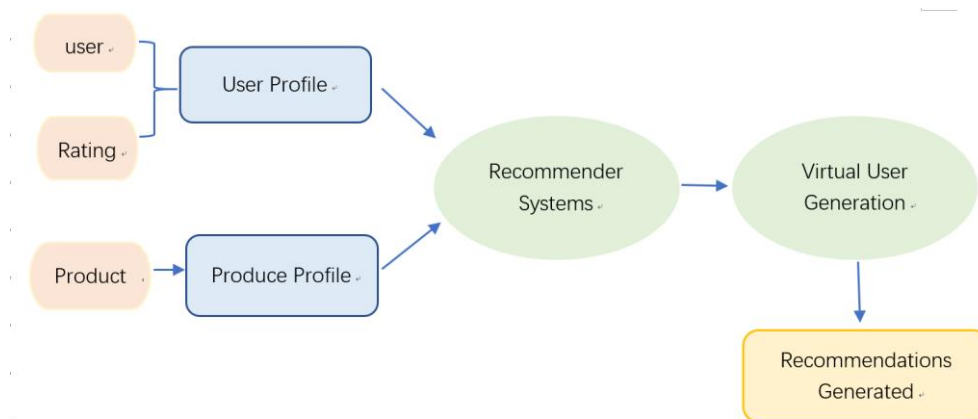 user
User Profile
Rating
Recommender
Systems
Virtual User
Generation
Product
Produce Profile
Recommendations
Generated